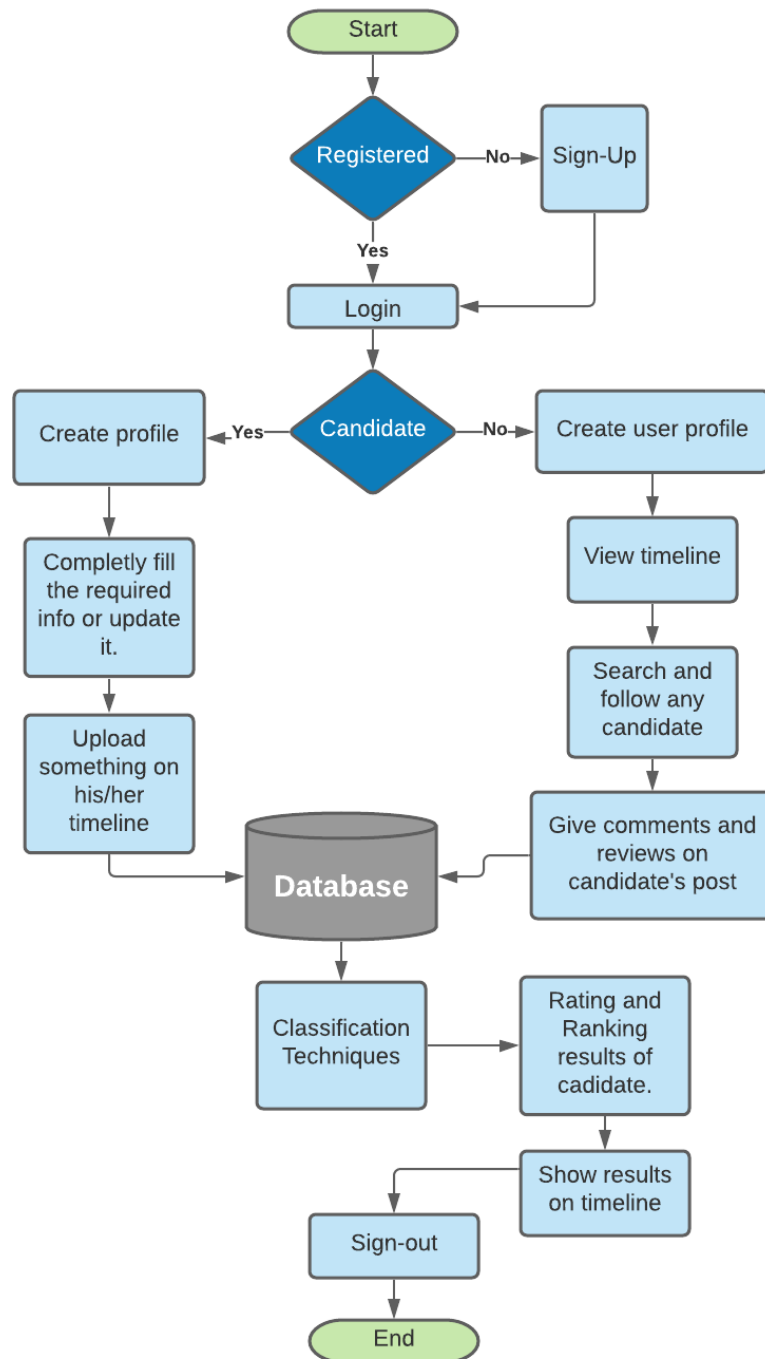 Start
Registered
No
Sign-Up
Yes
Login
Candidate
Yes
No
Create profile
Create user profile
Completly fill
the required
info or update
it.
View timeline
Search and
follow any
candidate
Upload
something on
his/her
timeline
Give comments and
reviews on
candidate's post
Database
Classification
Techniques
Rating and
Ranking
results of
cadidate.
Show results
on timeline
Sign-out
End